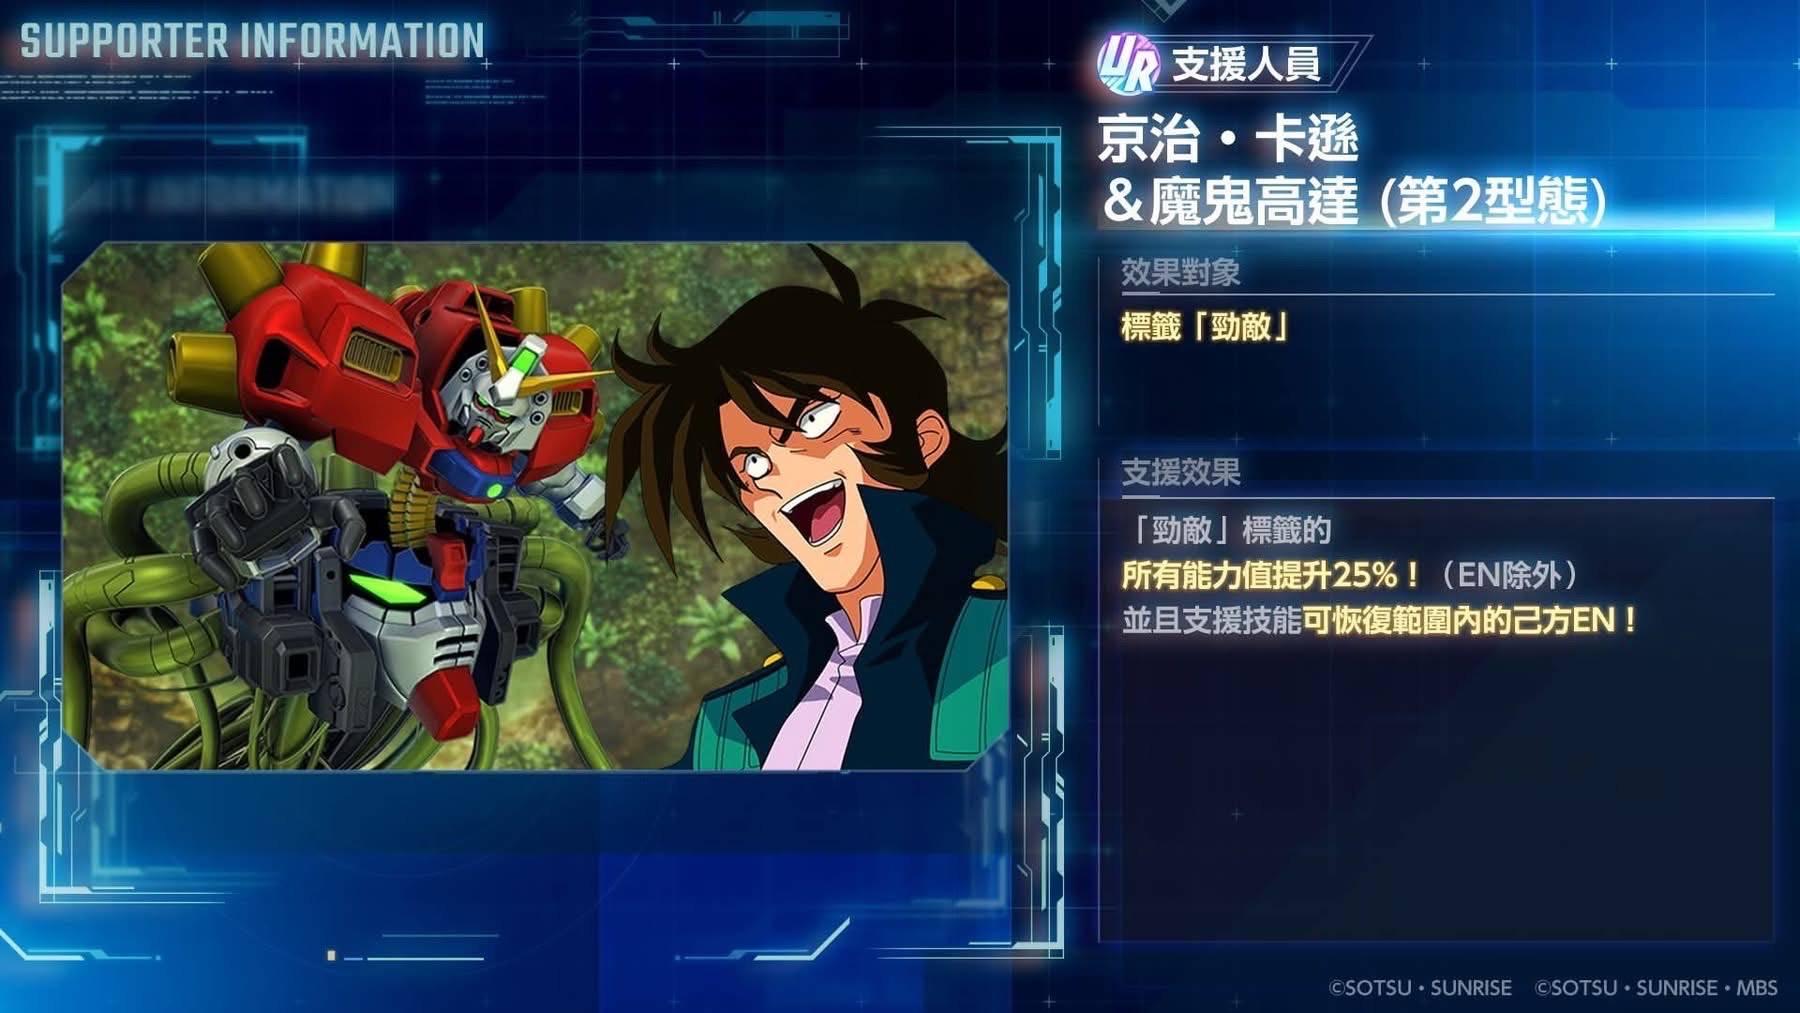 SUPPORTER INFORMATION
UR 支援人員
京治・卡遜
＆魔鬼高達 (第2型態)
效果對象
標籤「勁敵」
支援效果
「勁敵」標籤的
所有能力值提升25%！（EN除外）
並且支援技能可恢復範圍內的己方EN！
©SOTSU・SUNRISE ©SOTSU・SUNRISE・MBS